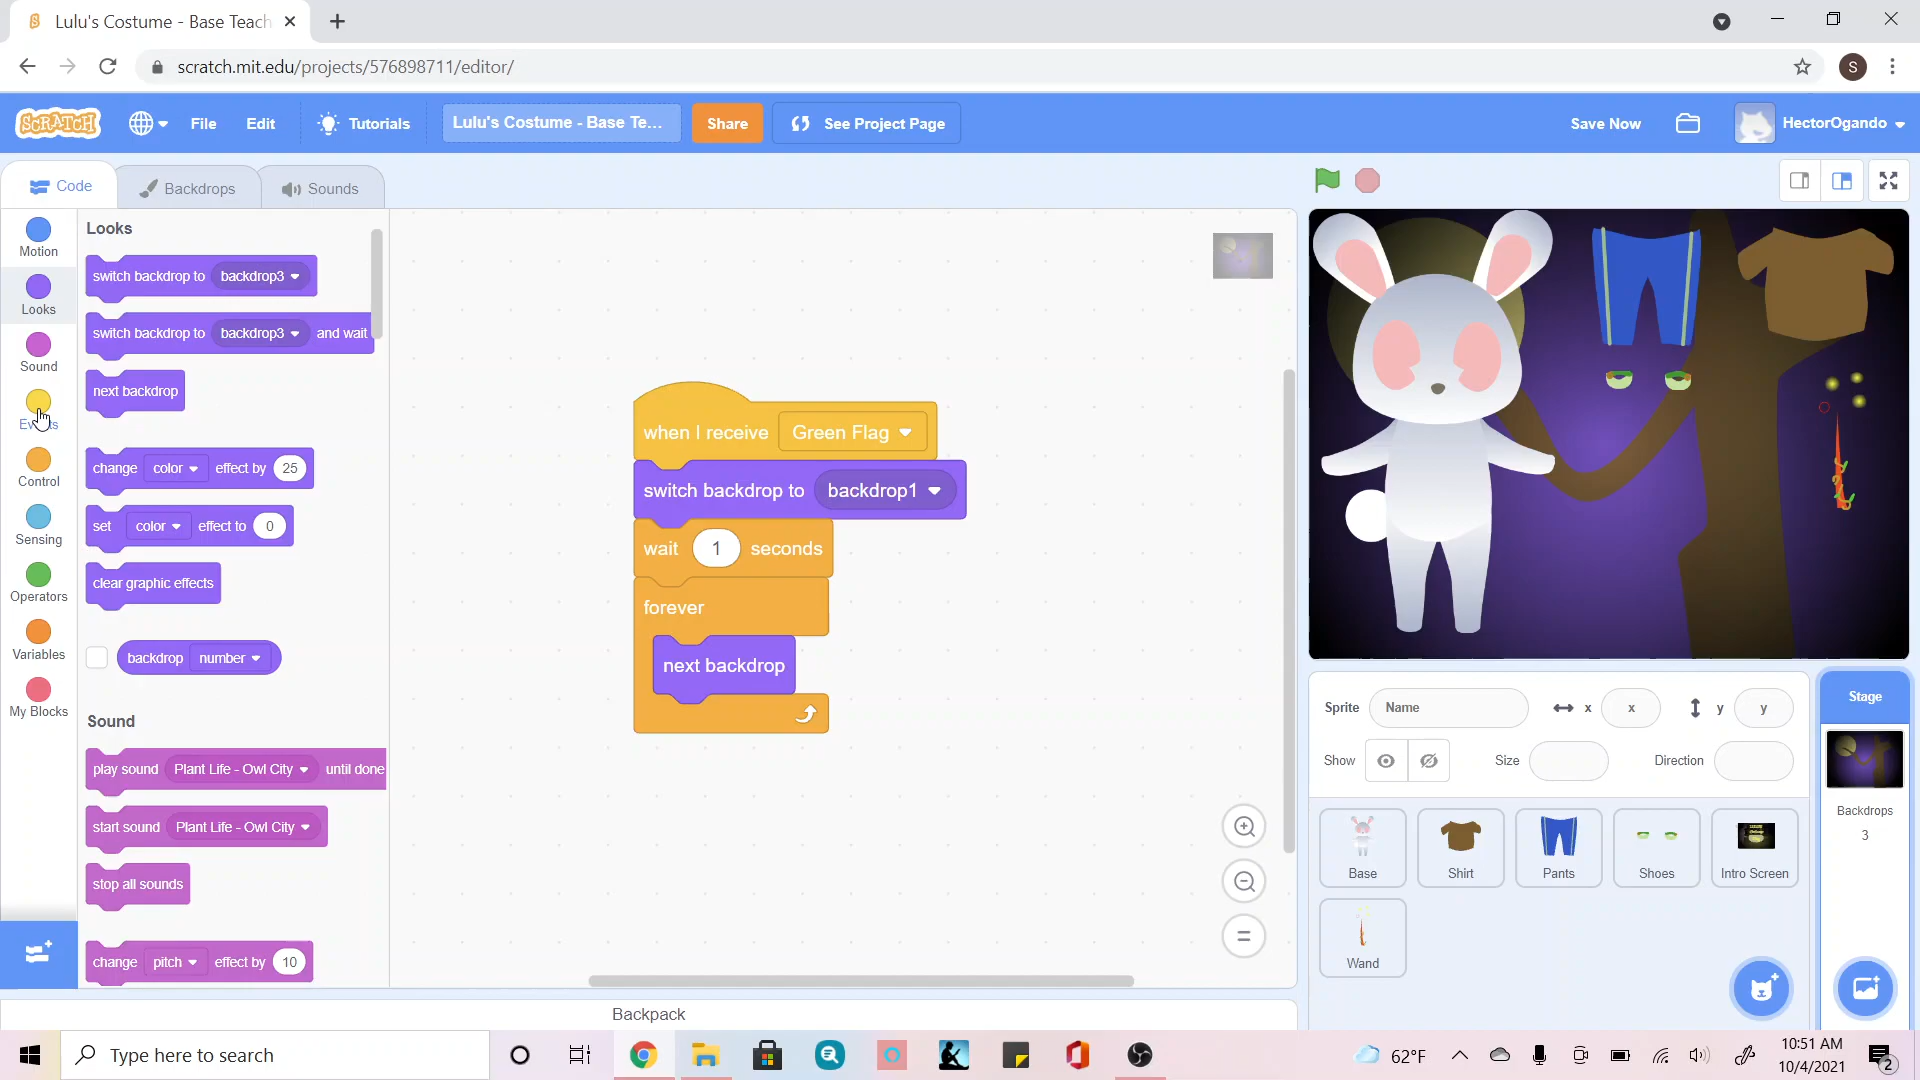 Lulu's Costume - Base Teach
scratch.mit.edu/projects/576898711/editor/
S
SCRATCH
File
Edit
Tutorials
Lulu's Costume - Base Te...
Share
See Project Page
Save Now
HectorOgando
Code
Backdrops
Sounds
Motion
Looks
Sound
Events
Control
Sensing
Operators
Variables
My Blocks
Looks
switch backdrop to backdrop3
switch backdrop to backdrop3 and wait
next backdrop
change color effect by 25
set color effect to 0
clear graphic effects
backdrop number
Sound
play sound Plant Life - Owl City until done
start sound Plant Life - Owl City
stop all sounds
change pitch effect by 10
when I receive Green Flag
switch backdrop to backdrop1
wait 1 seconds
forever
next backdrop
Backpack
Sprite Name x x y y
Show Size Direction
Base
Shirt
Pants
Shoes
Intro Screen
Wand
Stage
Backdrops
3
Type here to search
62°F
10:51 AM
10/4/2021
2